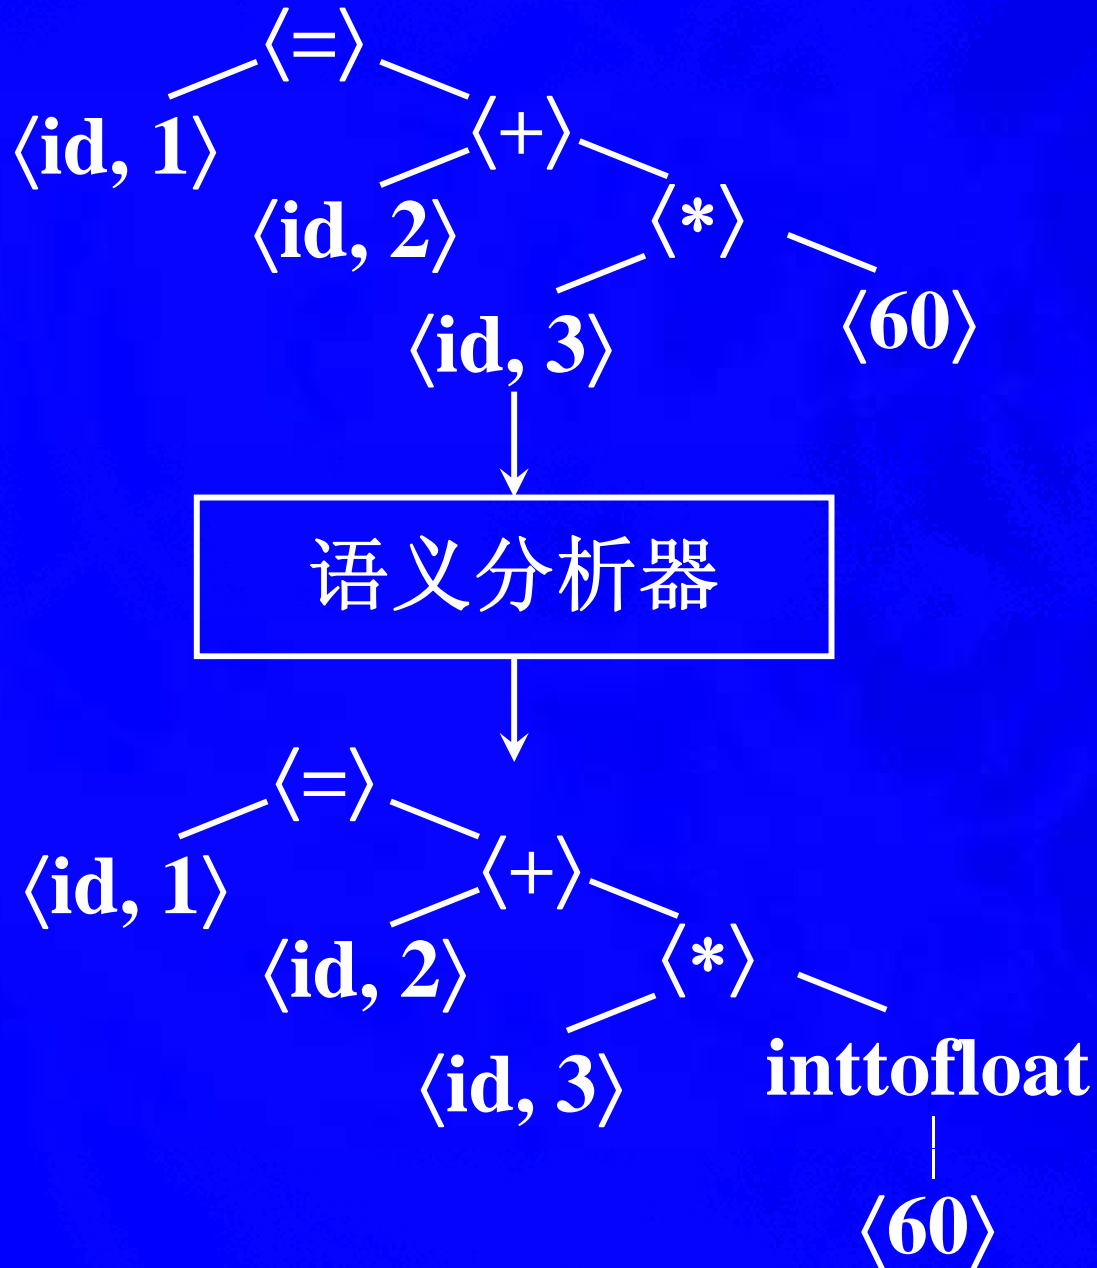 ⟨=⟩
⟨id, 1⟩
⟨+⟩
⟨id, 2⟩
⟨*⟩
⟨id, 3⟩
⟨60⟩
语义分析器
⟨=⟩
⟨id, 1⟩
⟨+⟩
⟨id, 2⟩
⟨*⟩
⟨id, 3⟩
inttofloat
⟨60⟩